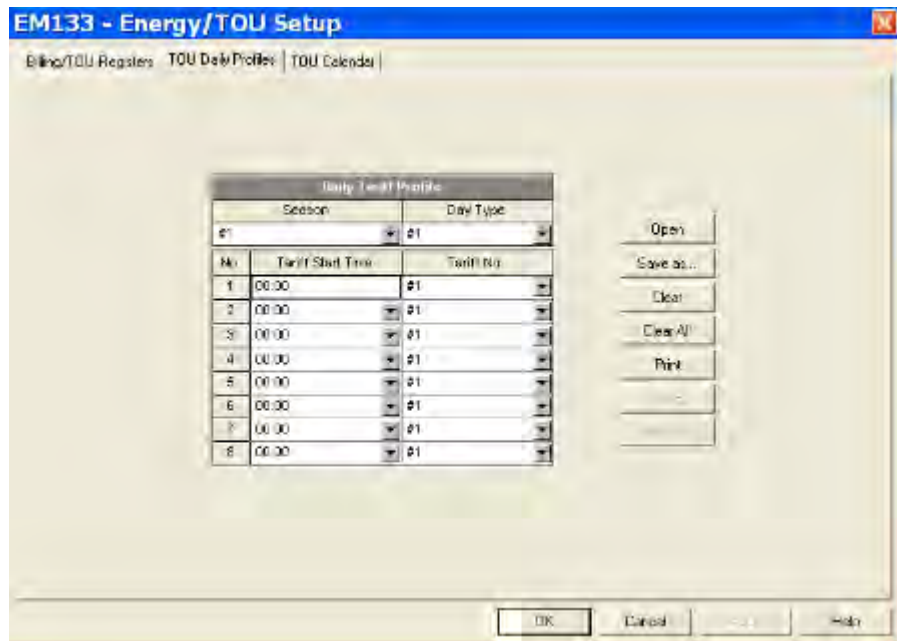 EM133 - Energy/TOU Setup
Billing/TOU Registers TOU Daily Profiles TOU Calendar
Daily Tariff Profile
Season Day Type
#1 #1
No Tariff Start Time Tariff No
1 00:00 #1
2 00:00 #1
3 00:00 #1
4 00:00 #1
5 00:00 #1
6 00:00 #1
7 00:00 #1
8 00:00 #1
Open
Save as...
Clear
Clear All
Print
OK Cancel Help